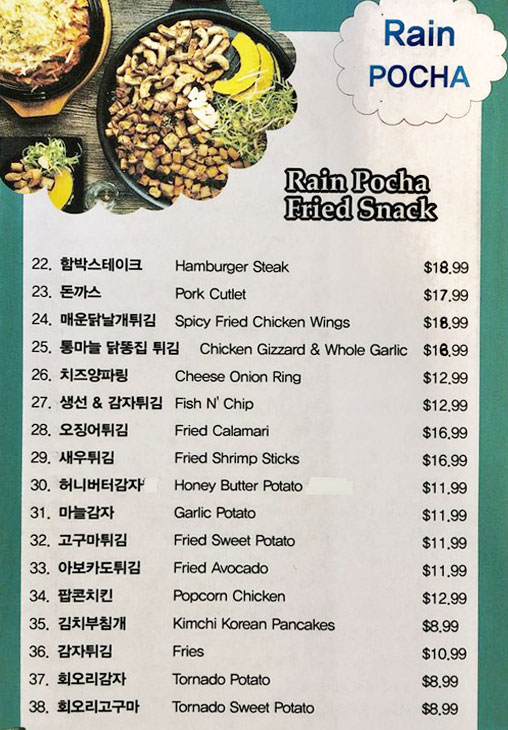 Rain
POCHA
Rain Pocha
Fried Snack
22. 함박스테이크 Hamburger Steak $18.99
23. 돈까스 Pork Cutlet $17.99
24. 매운닭날개튀김 Spicy Fried Chicken Wings $18.99
25. 통마늘 닭똥집 튀김 Chicken Gizzard & Whole Garlic $18.99
26. 치즈양파링 Cheese Onion Ring $12.99
27. 생선 & 감자튀김 Fish N' Chip $12.99
28. 오징어튀김 Fried Calamari $16.99
29. 새우튀김 Fried Shrimp Sticks $16.99
30. 허니버터감자 Honey Butter Potato $11.99
31. 마늘감자 Garlic Potato $11.99
32. 고구마튀김 Fried Sweet Potato $11.99
33. 아보카도튀김 Fried Avocado $11.99
34. 팝콘치킨 Popcorn Chicken $12.99
35. 김치부침개 Kimchi Korean Pancakes $8,99
36. 감자튀김 Fries $10,99
37. 회오리감자 Tornado Potato $8,99
38. 회오리고구마 Tornado Sweet Potato $8,99